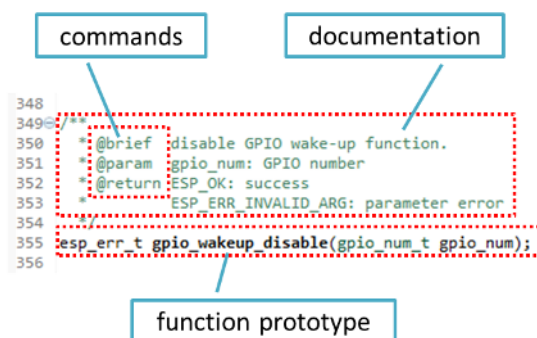 commands
documentation
348
349 /**
350 * @brief disable GPIO wake-up function.
351 * @param gpio_num: GPIO number
352 * @return ESP_OK: success
353 * ESP_ERR_INVALID_ARG: parameter error
354 */
355 esp_err_t gpio_wakeup_disable(gpio_num_t gpio_num);
356
function prototype